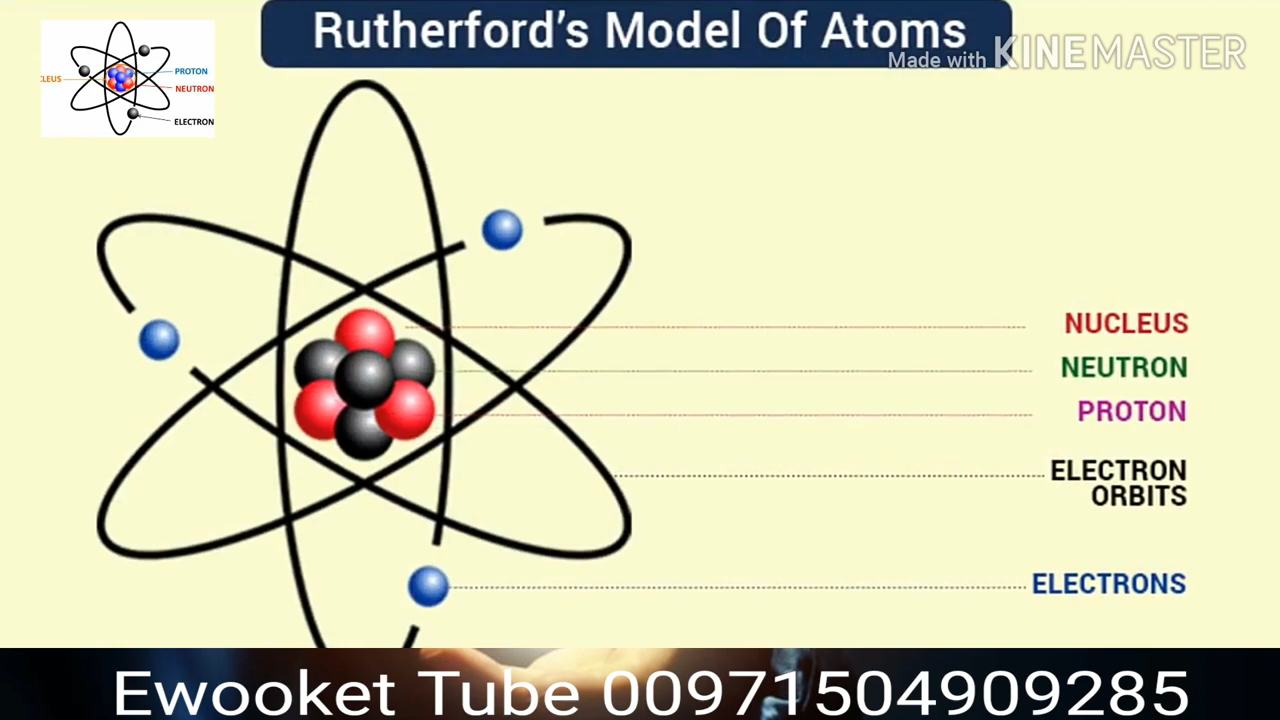 Rutherford's Model Of Atoms
Made with KINEMASTER
CLEUS
PROTON
NEUTRON
ELECTRON
NUCLEUS
NEUTRON
PROTON
ELECTRON
ORBITS
ELECTRONS
Ewooket Tube 00971504909285